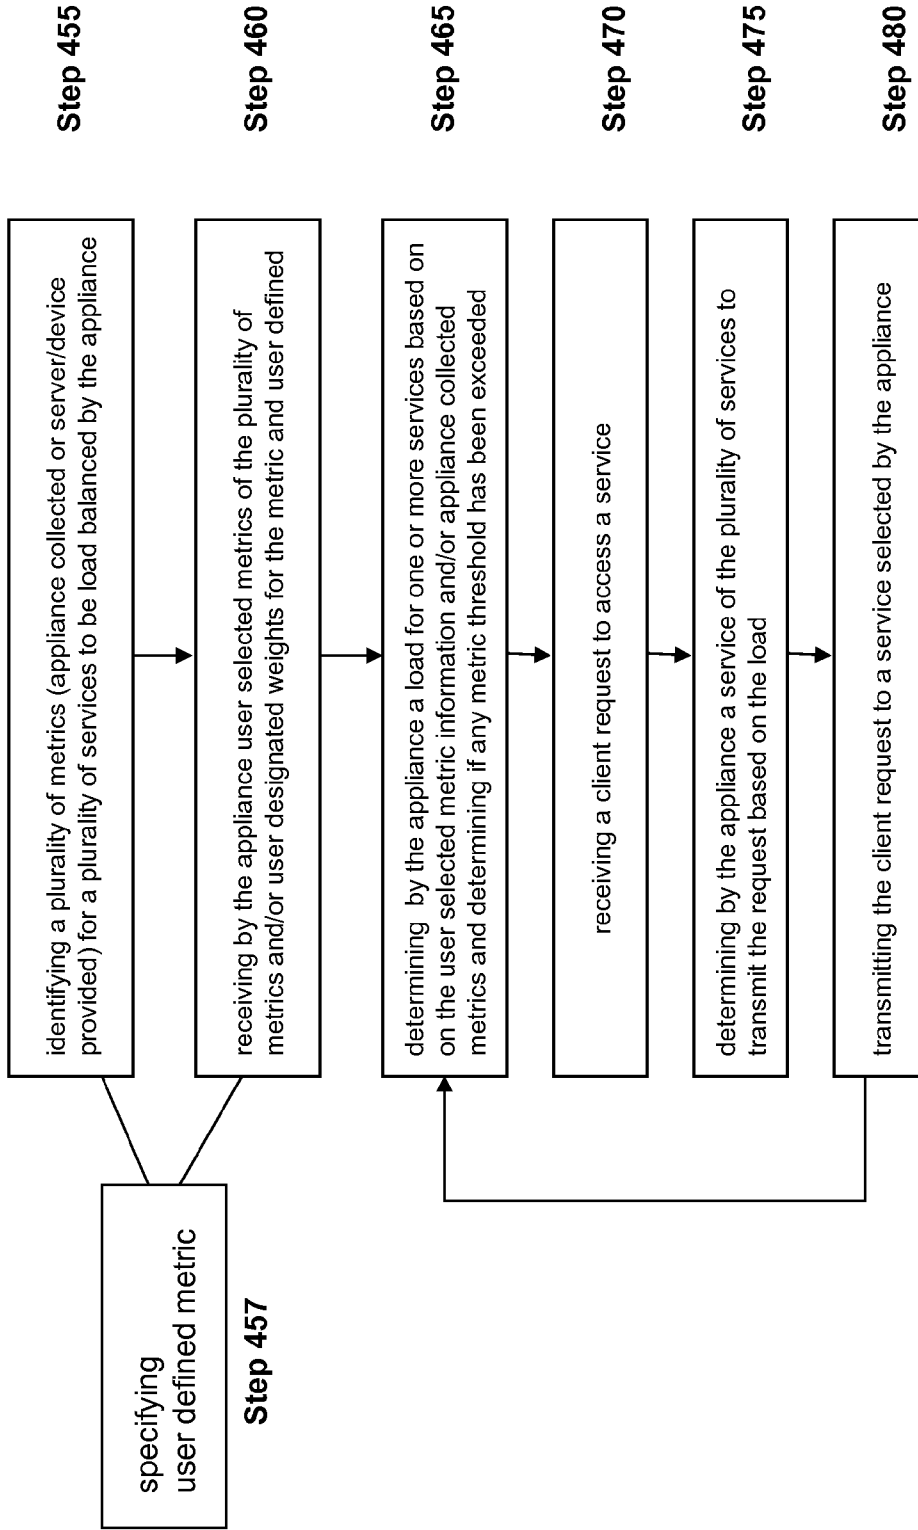 identifying a plurality of metrics (appliance collected or server/device
provided) for a plurality of services to be load balanced by the appliance
Step 455
specifying
user defined metric
Step 457
receiving by the appliance user selected metrics of the plurality of
metrics and/or user designated weights for the metric and user defined
Step 460
determining by the appliance a load for one or more services based on
on the user selected metric information and/or appliance collected
metrics and determining if any metric threshold has been exceeded
Step 465
receiving a client request to access a service
Step 470
determining by the appliance a service of the plurality of services to
transmit the request based on the load
Step 475
transmitting the client request to a service selected by the appliance
Step 480